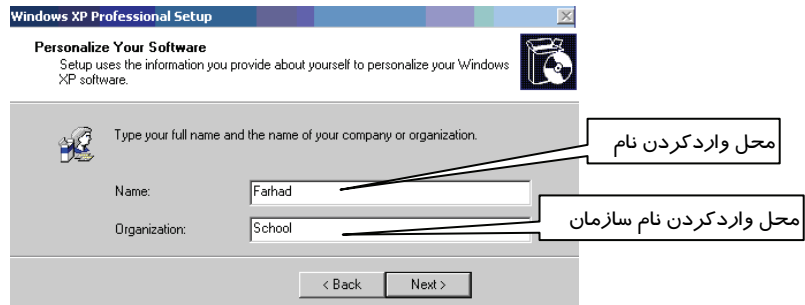 Windows XP Professional Setup
Personalize Your Software
Setup uses the information you provide about yourself to personalize your Windows
XP software.
Type your full name and the name of your company or organization.
محل واردکردن نام
Name:
Farhad
محل واردکردن نام سازمان
Organization:
School
< Back
Next >